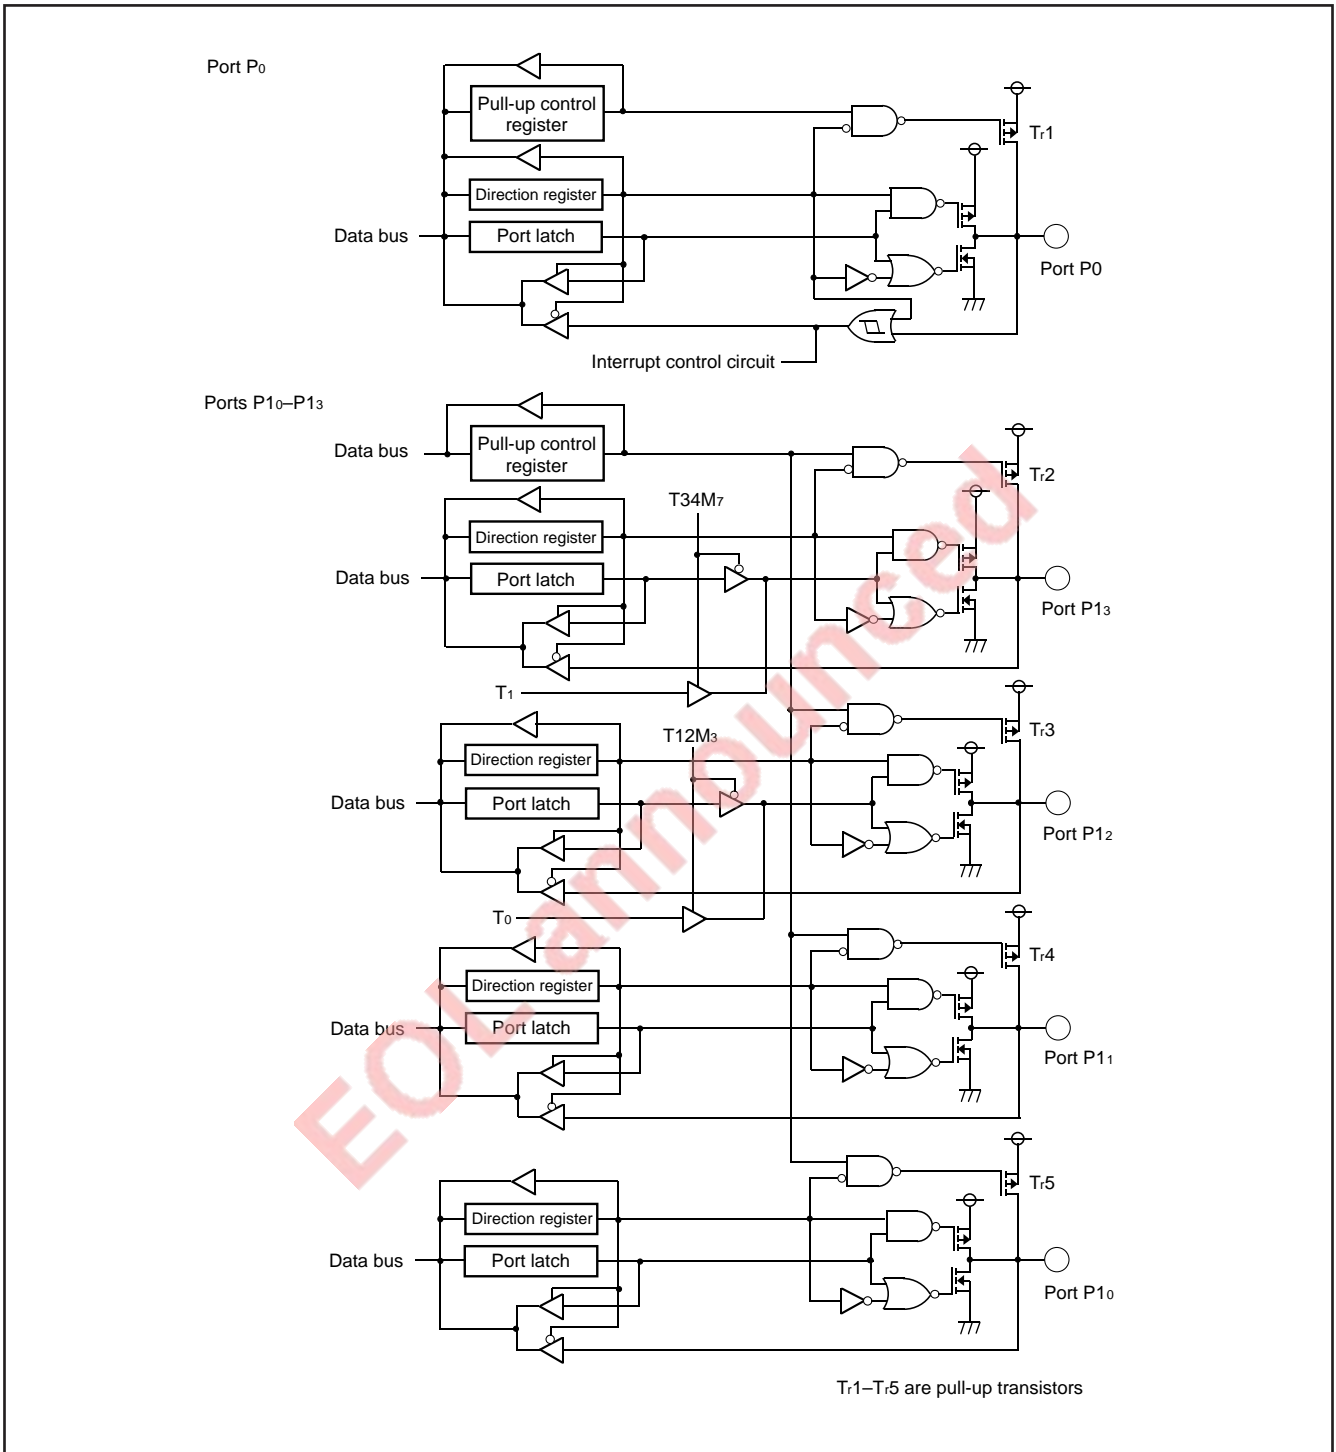 Port P0
Pull-up control
register
Tr1
Direction register
Data bus
Port latch
Port P0
Interrupt control circuit
Ports P10–P13
Data bus
Pull-up control
register
Tr2
T34M7
Direction register
Data bus
Port latch
Port P13
T1
Tr3
T12M3
Direction register
Data bus
Port latch
Port P12
T0
Tr4
Direction register
Data bus
Port latch
Port P11
Tr5
Direction register
Data bus
Port latch
Port P10
Tr1–Tr5 are pull-up transistors
EOL announced